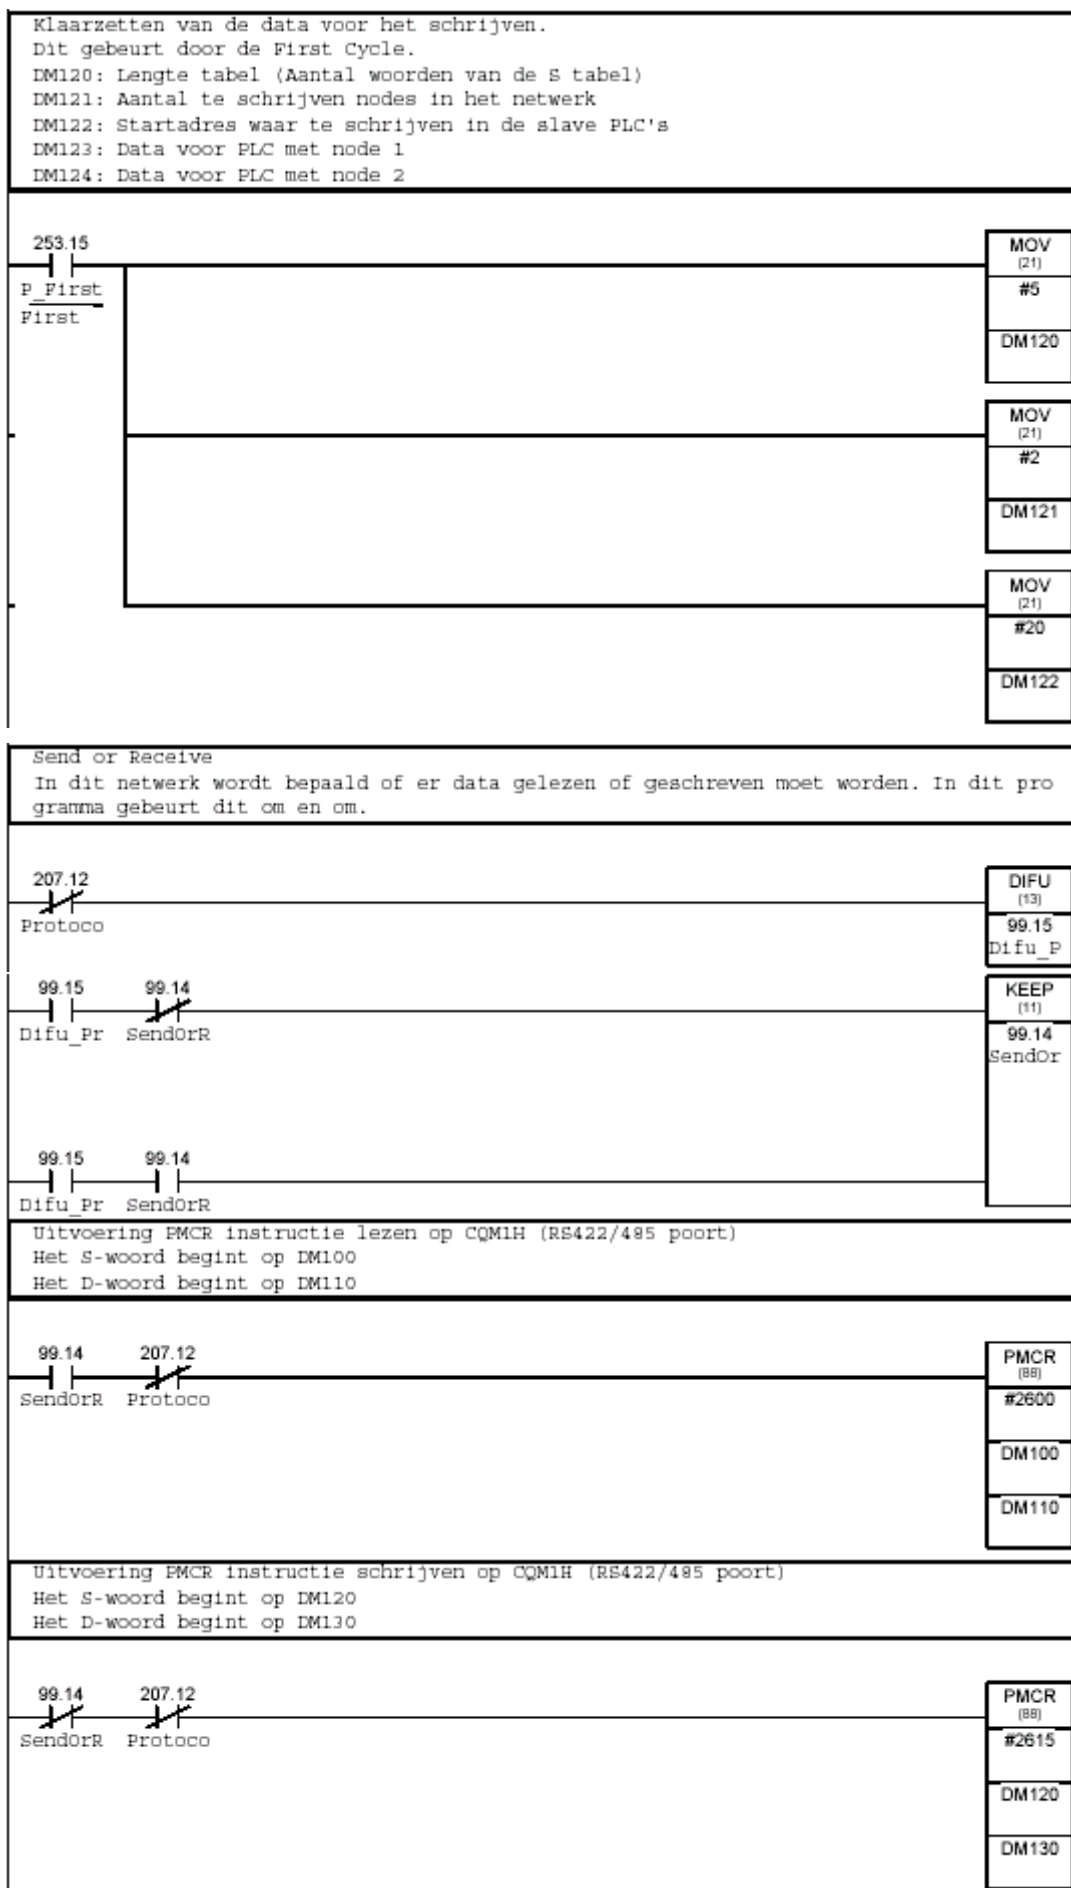 Klaarzetten van de data voor het schrijven.
Dit gebeurt door de First Cycle.
DM120: Lengte tabel (Aantal woorden van de S tabel)
DM121: Aantal te schrijven nodes in het netwerk
DM122: Startadres waar te schrijven in de slave PLC's
DM123: Data voor PLC met node 1
DM124: Data voor PLC met node 2
253.15
P_First
First
MOV
(21)
#5
DM120
MOV
(21)
#2
DM121
MOV
(21)
#20
DM122
Send or Receive
In dit netwerk wordt bepaald of er data gelezen of geschreven moet worden. In dit pro
gramma gebeurt dit om en om.
207.12
Protoco
DIFU
(13)
99.15
Difu_P
99.15 99.14
Difu_Pr SendOrR
KEEP
(11)
99.14
SendOr
99.15 99.14
Difu_Pr SendOrR
Uitvoering PMCR instructie lezen op CQM1H (RS422/485 poort)
Het S-woord begint op DM100
Het D-woord begint op DM110
99.14 207.12
SendOrR Protoco
PMCR
(88)
#2600
DM100
DM110
Uitvoering PMCR instructie schrijven op CQM1H (RS422/485 poort)
Het S-woord begint op DM120
Het D-woord begint op DM130
99.14 207.12
SendOrR Protoco
PMCR
(88)
#2615
DM120
DM130